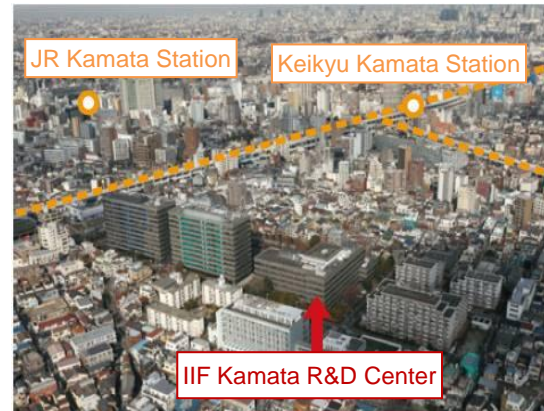 JR Kamata Station
Keikyu Kamata Station
IIF Kamata R&D Center